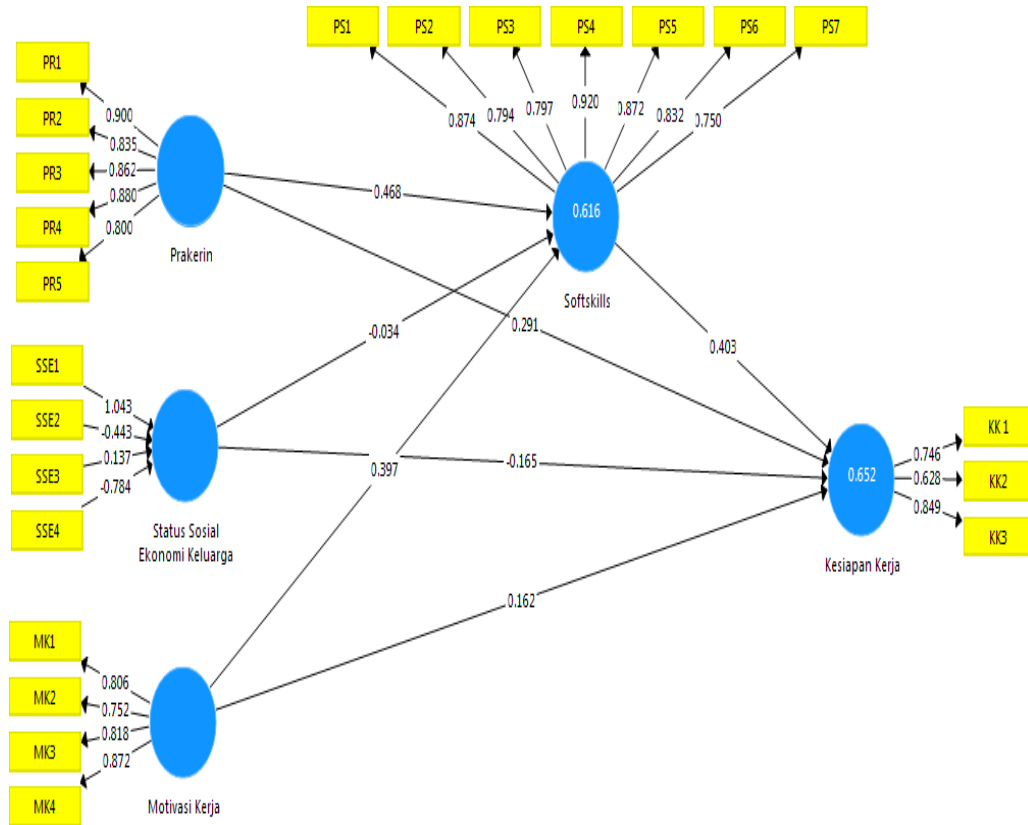 PS1
PS2
PS3
PS4
PS5
PS6
PS7
0.874
0.794
0.797
0.920
0.872
0.832
0.750
PR1
PR2
PR3
PR4
PR5
0.900
0.835
0.862
0.880
0.800
Prakerin
0.468
0.616
Softskills
-0.034
0.291
0.403
SSE1
SSE2
SSE3
SSE4
1.043
-0.443
0.137
-0.784
Status Sosial
Ekonomi Keluarga
0.397
-0.165
0.652
Kesiapan Kerja
0.746
0.628
0.849
KK 1
KK2
KK3
0.162
MK1
MK2
MK3
MK4
0.806
0.752
0.818
0.872
Motivasi Kerja